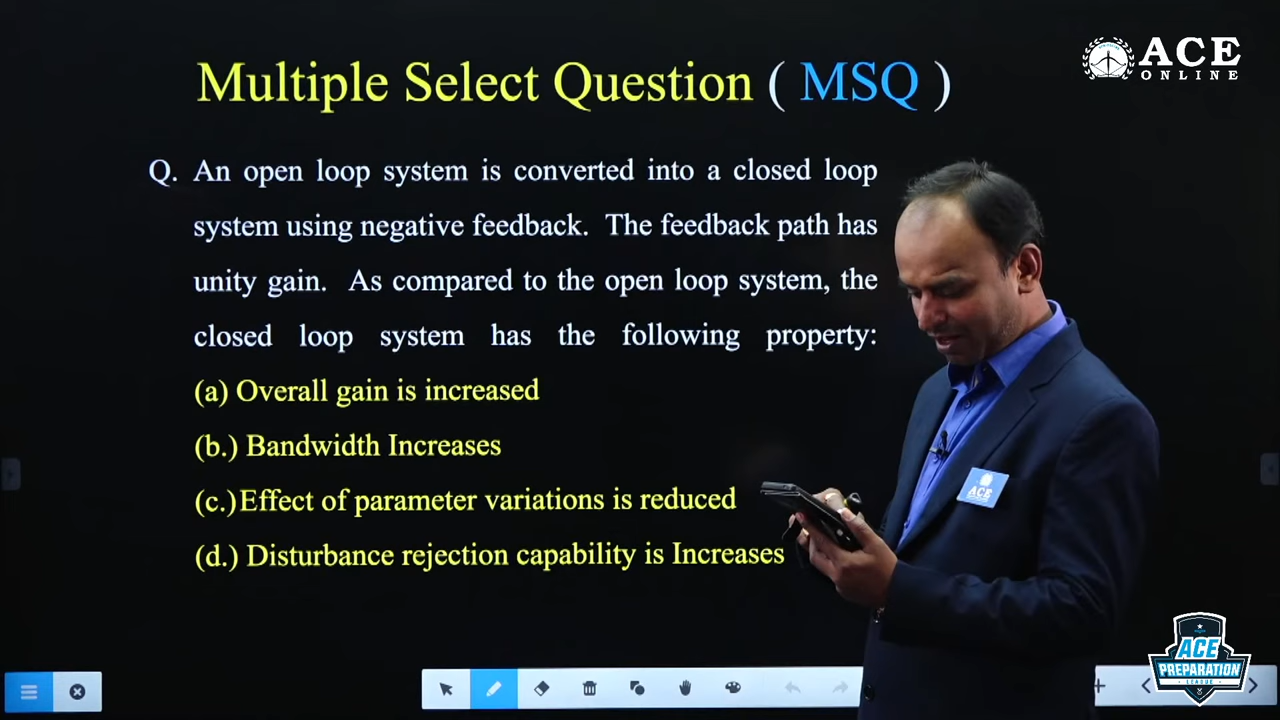 ACE
ONLINE
Multiple Select Question ( MSQ )
Q. An open loop system is converted into a closed loop
system using negative feedback. The feedback path has
unity gain. As compared to the open loop system, the
closed loop system has the following property:
(a) Overall gain is increased
(b.) Bandwidth Increases
(c.)Effect of parameter variations is reduced
(d.) Disturbance rejection capability is Increases
ACE
ACE
PREPARATION
LEAGUE